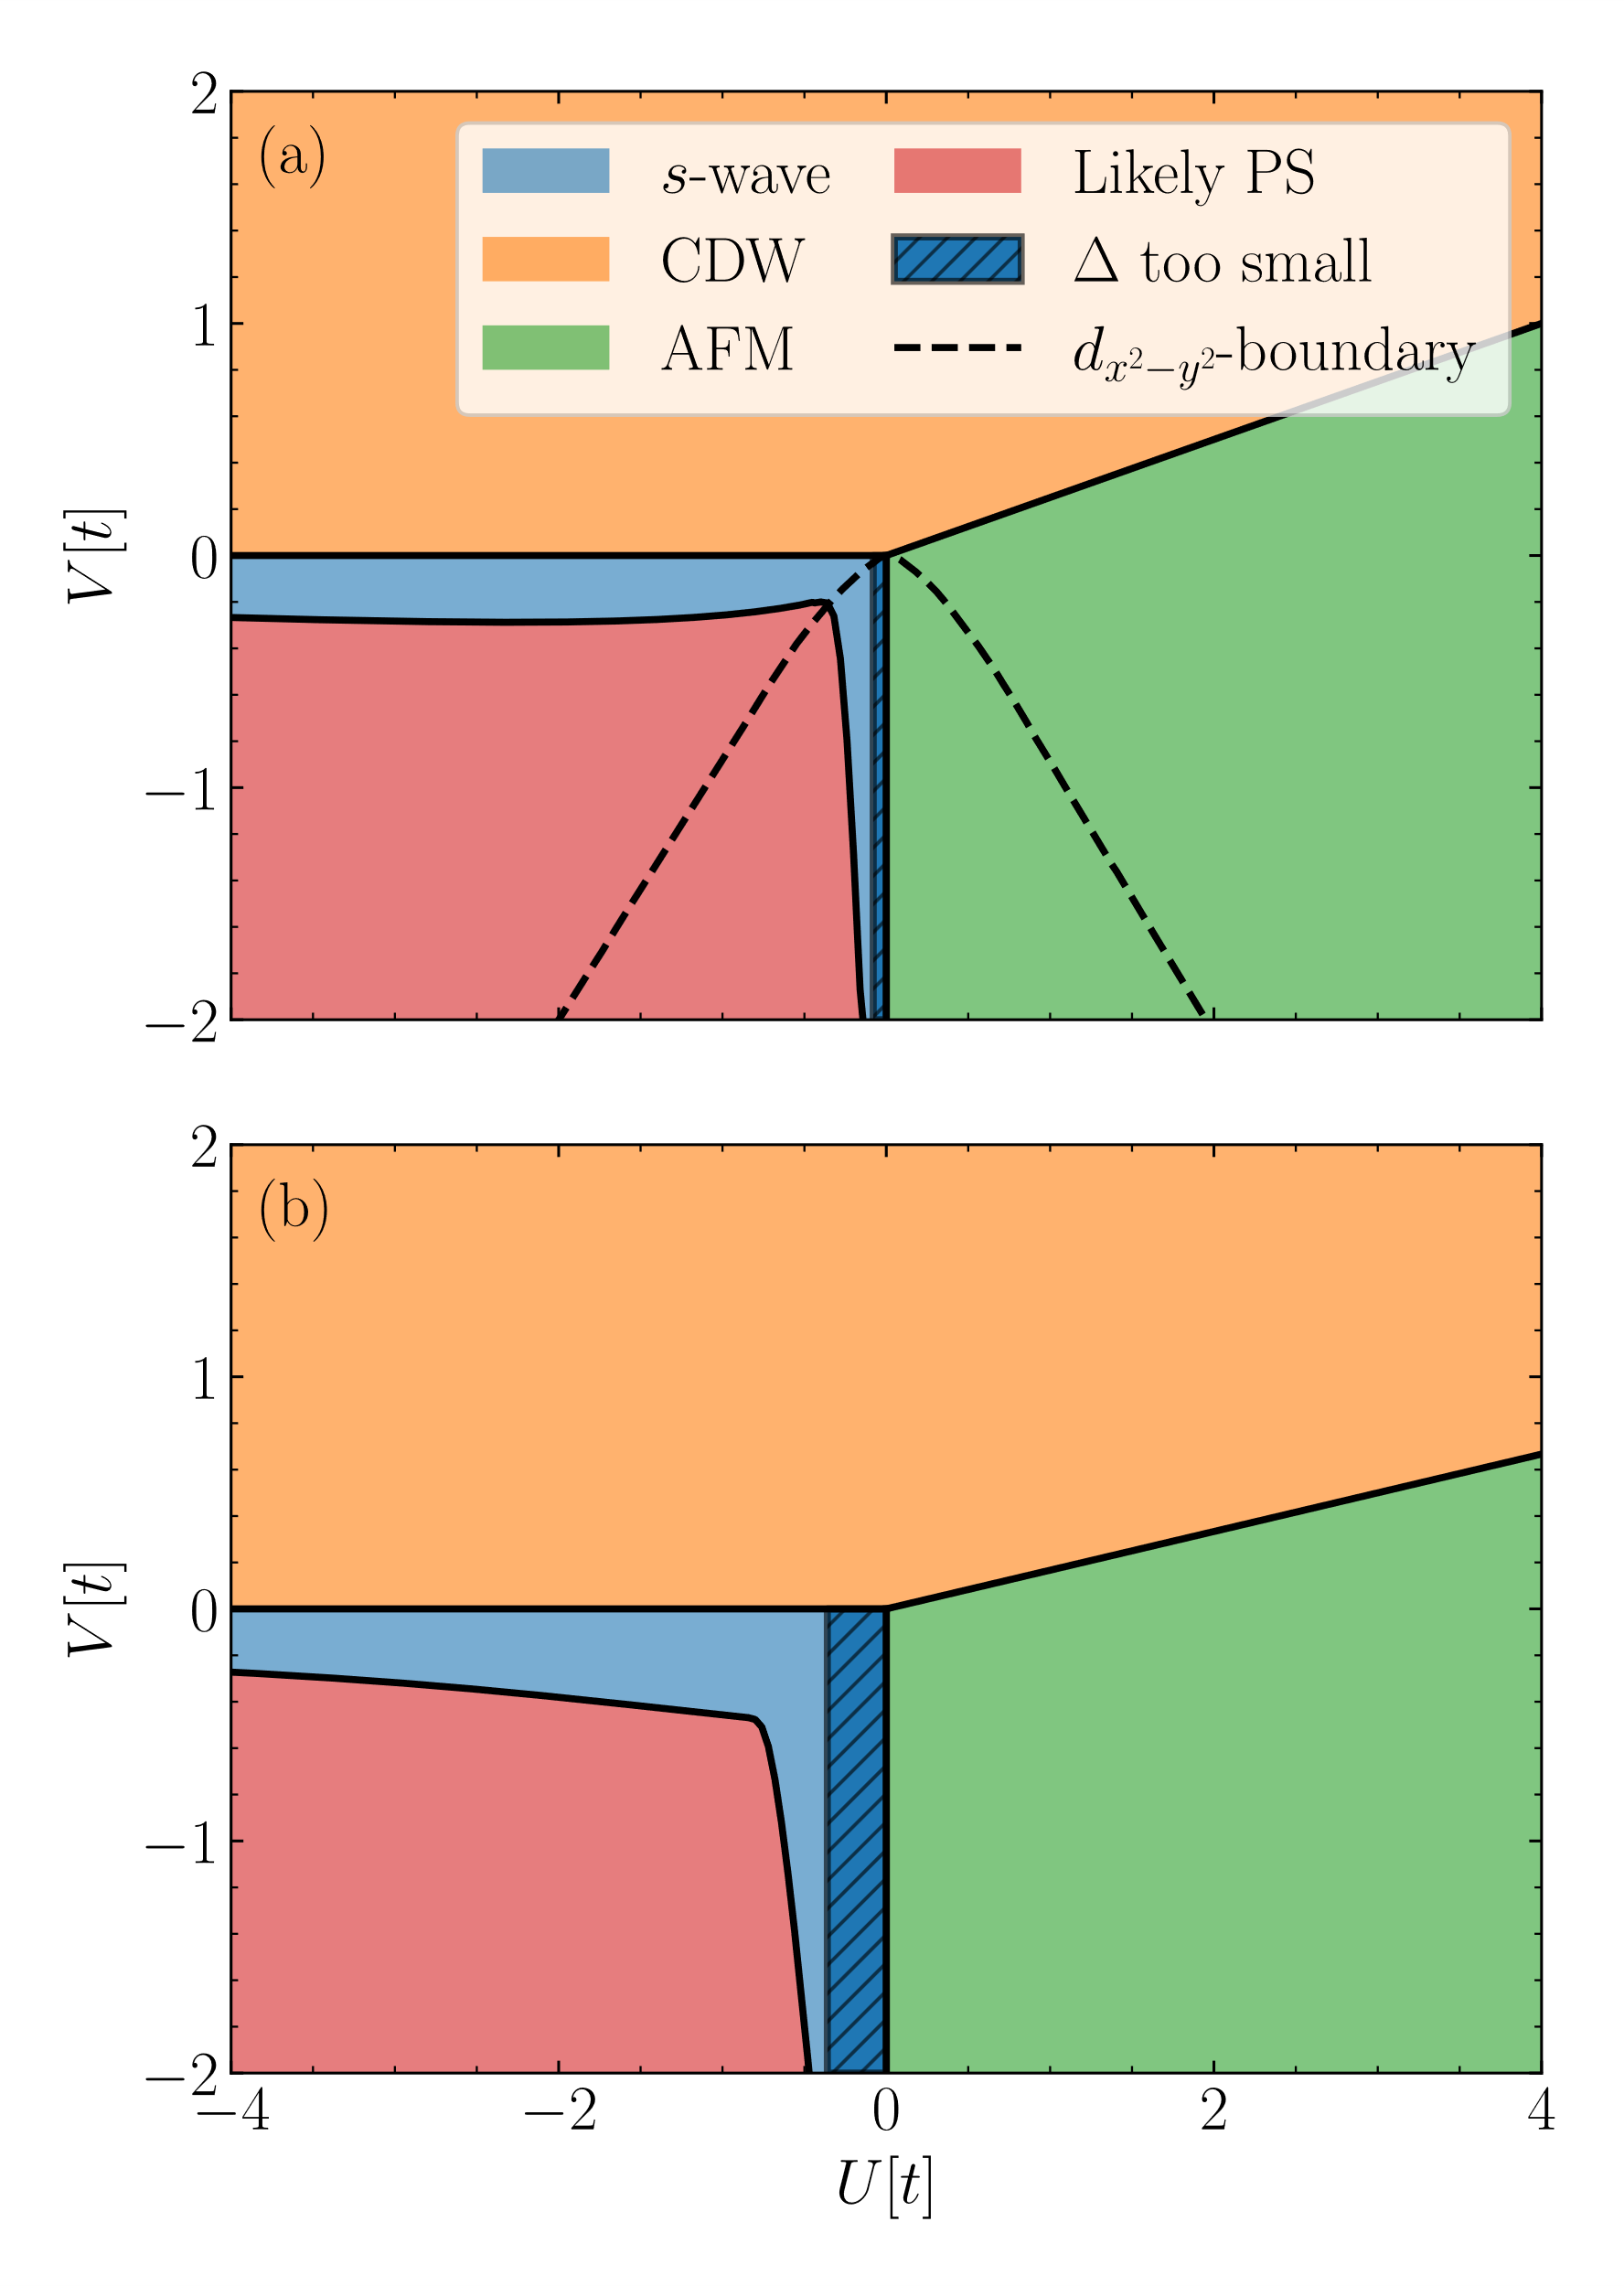 2
(a)
s-wave
Likely PS
CDW
Δ too small
AFM
d_{x²−y²}-boundary
1
V[t]
0
−1
−2
2
(b)
1
V[t]
0
−1
−2
−4
−2
0
2
4
U[t]